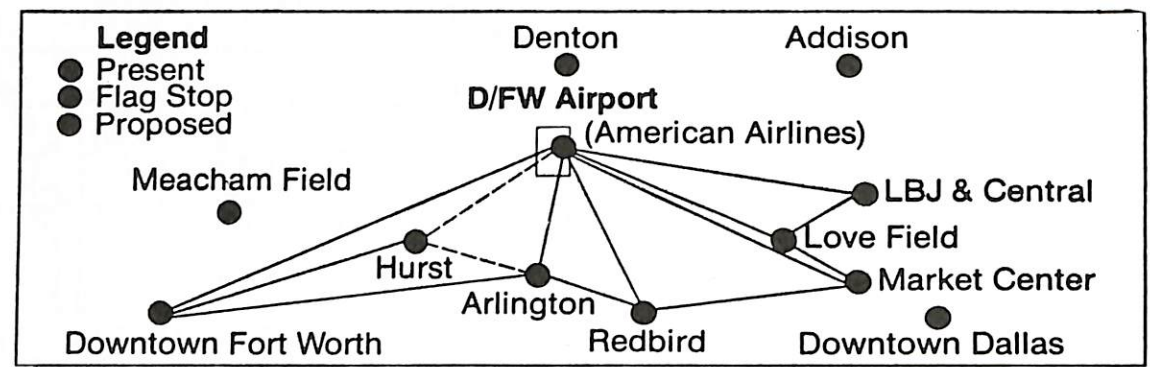 Legend
Present
Flag Stop
Proposed
Denton
Addison
D/FW Airport
(American Airlines)
Meacham Field
LBJ & Central
Love Field
Hurst
Market Center
Arlington
Downtown Fort Worth
Redbird
Downtown Dallas